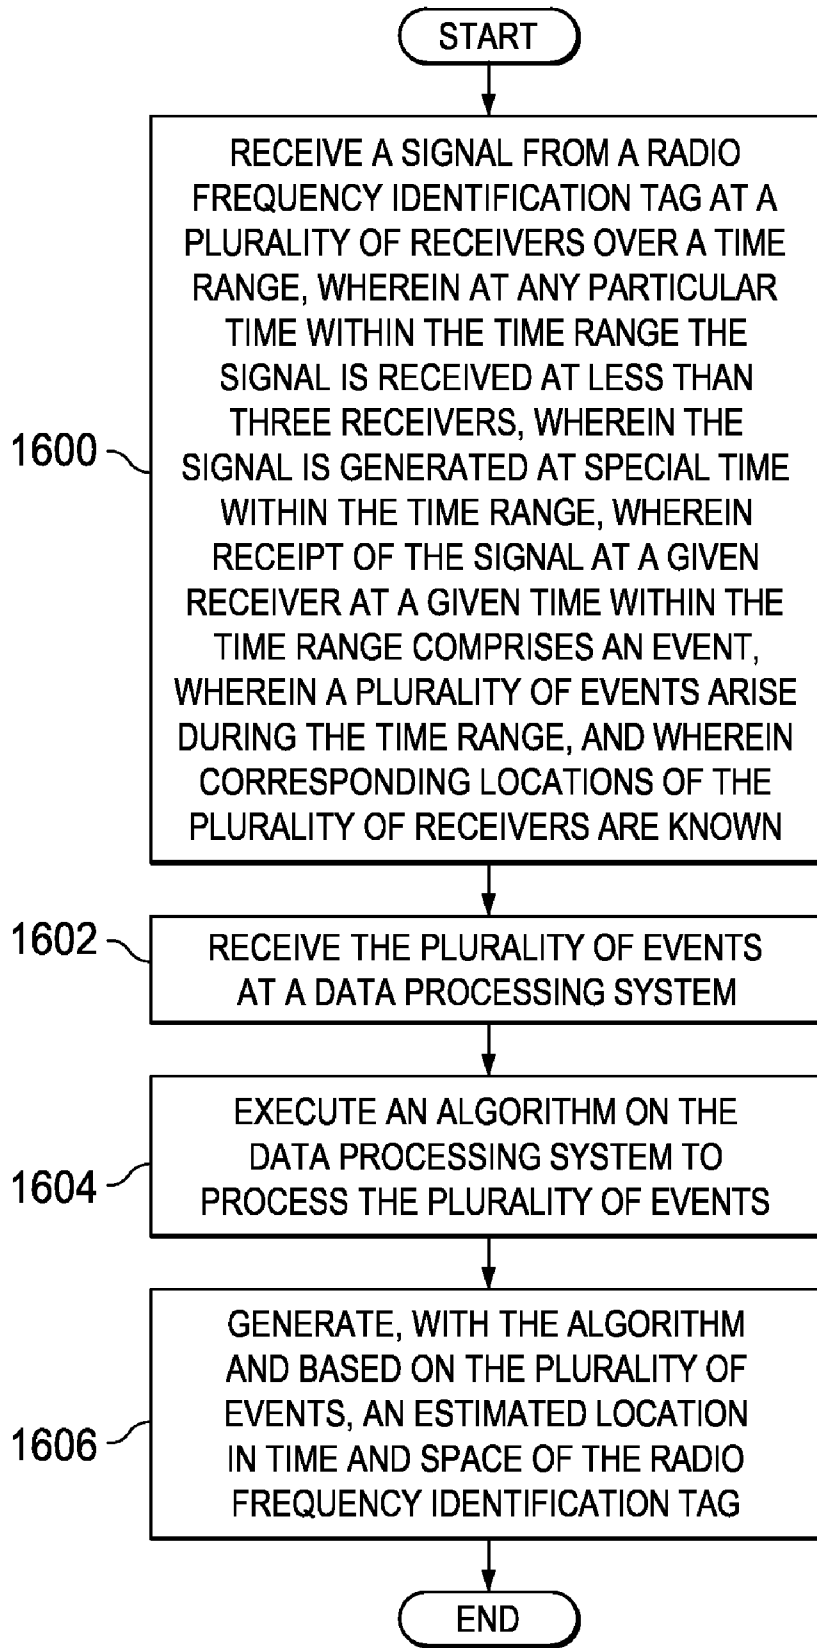 START
RECEIVE A SIGNAL FROM A RADIO
FREQUENCY IDENTIFICATION TAG AT A
PLURALITY OF RECEIVERS OVER A TIME
RANGE, WHEREIN AT ANY PARTICULAR
TIME WITHIN THE TIME RANGE THE
SIGNAL IS RECEIVED AT LESS THAN
THREE RECEIVERS, WHEREIN THE
SIGNAL IS GENERATED AT SPECIAL TIME
WITHIN THE TIME RANGE, WHEREIN
RECEIPT OF THE SIGNAL AT A GIVEN
RECEIVER AT A GIVEN TIME WITHIN THE
TIME RANGE COMPRISES AN EVENT,
WHEREIN A PLURALITY OF EVENTS ARISE
DURING THE TIME RANGE, AND WHEREIN
CORRESPONDING LOCATIONS OF THE
PLURALITY OF RECEIVERS ARE KNOWN
1600
RECEIVE THE PLURALITY OF EVENTS
AT A DATA PROCESSING SYSTEM
1602
EXECUTE AN ALGORITHM ON THE
DATA PROCESSING SYSTEM TO
PROCESS THE PLURALITY OF EVENTS
1604
GENERATE, WITH THE ALGORITHM
AND BASED ON THE PLURALITY OF
EVENTS, AN ESTIMATED LOCATION
IN TIME AND SPACE OF THE RADIO
FREQUENCY IDENTIFICATION TAG
1606
END